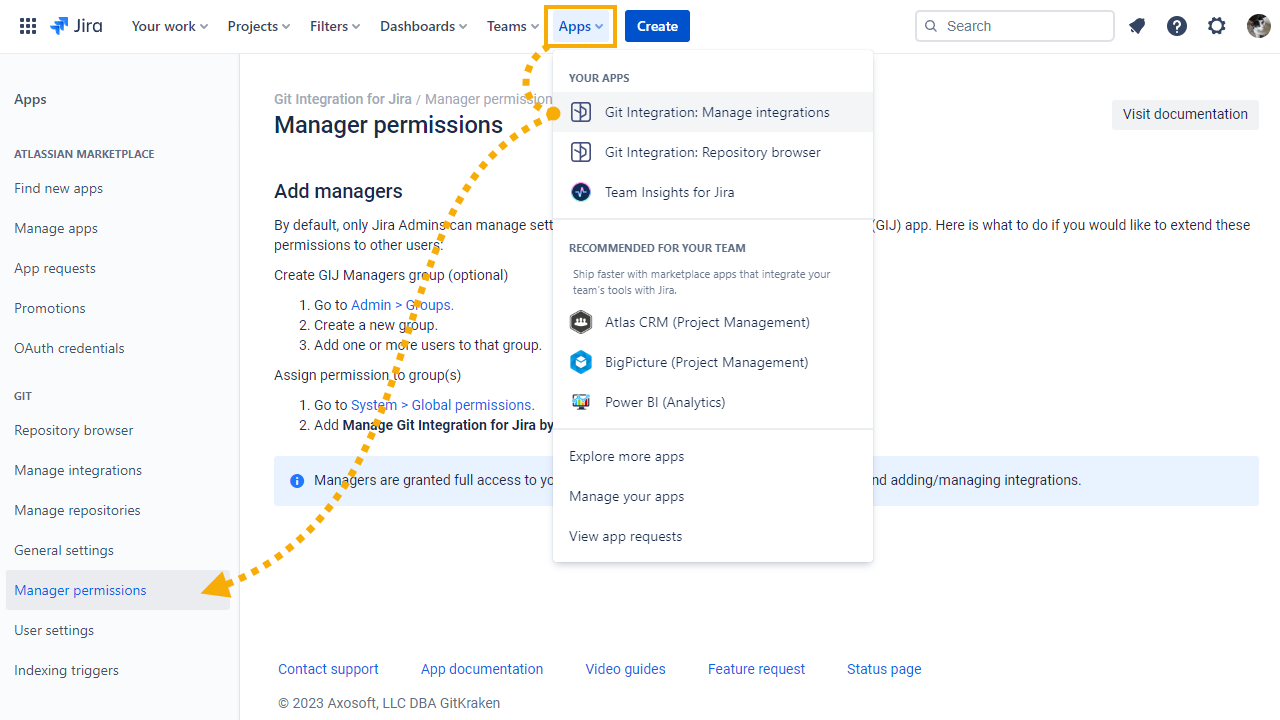 Jira
Your work
Projects
Filters
Dashboards
Teams
Apps
Create
Search
Apps
ATLASSIAN MARKETPLACE
Find new apps
Manage apps
App requests
Promotions
OAuth credentials
GIT
Repository browser
Manage integrations
Manage repositories
General settings
Manager permissions
User settings
Indexing triggers
Git Integration for Jira / Manager permission
Manager permissions
Visit documentation
Add managers
By default, only Jira Admins can manage sett (GIJ) app. Here is what to do if you would like to extend these
permissions to other users:
Create GIJ Managers group (optional)
1. Go to Admin > Groups.
2. Create a new group.
3. Add one or more users to that group.
Assign permission to group(s)
1. Go to System > Global permissions.
2. Add Manage Git Integration for Jira by
Managers are granted full access to yo nd adding/managing integrations.
YOUR APPS
Git Integration: Manage integrations
Git Integration: Repository browser
Team Insights for Jira
RECOMMENDED FOR YOUR TEAM
Ship faster with marketplace apps that integrate your
team's tools with Jira.
Atlas CRM (Project Management)
BigPicture (Project Management)
Power BI (Analytics)
Explore more apps
Manage your apps
View app requests
Contact support
App documentation
Video guides
Feature request
Status page
© 2023 Axosoft, LLC DBA GitKraken